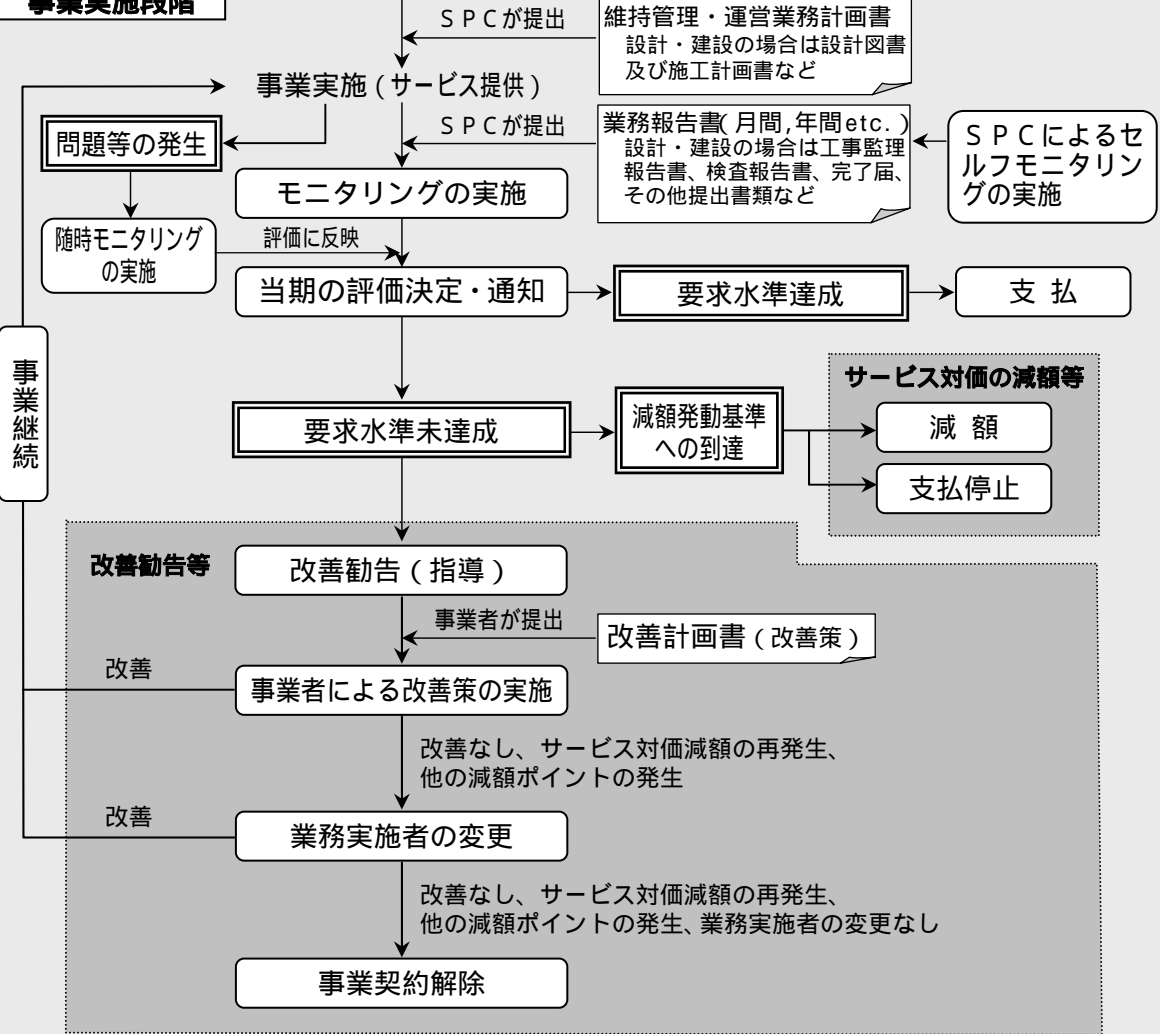 事業実施段階
ＳＰＣが提出
維持管理・運営業務計画書
設計・建設の場合は設計図書
及び施工計画書など
事業実施（サービス提供）
ＳＰＣが提出
業務報告書（月間,年間etc.）
設計・建設の場合は工事監理
報告書、検査報告書、完了届、
その他提出書類など
ＳＰＣによるセ
ルフモニタリン
グの実施
問題等の発生
モニタリングの実施
随時モニタリング
の実施
評価に反映
当期の評価決定・通知
要求水準達成
支 払
事業継続
サービス対価の減額等
要求水準未達成
減額発動基準
への到達
減 額
支払停止
改善勧告等
改善勧告（指導）
事業者が提出
改善計画書（改善策）
改善
事業者による改善策の実施
改善なし、サービス対価減額の再発生、
他の減額ポイントの発生
改善
業務実施者の変更
改善なし、サービス対価減額の再発生、
他の減額ポイントの発生、業務実施者の変更なし
事業契約解除